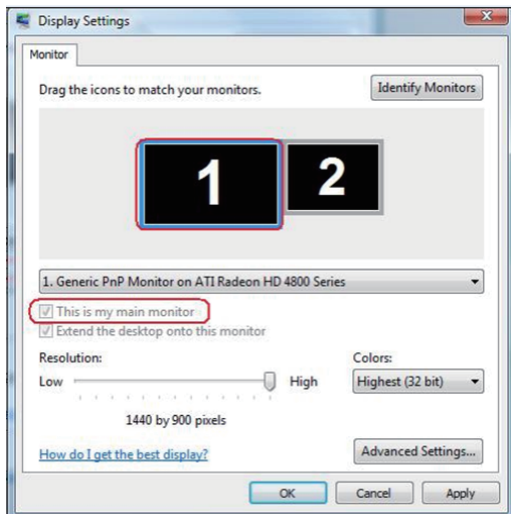 Display Settings
Monitor
Drag the icons to match your monitors.
Identify Monitors
1
2
1. Generic PnP Monitor on ATI Radeon HD 4800 Series
This is my main monitor
Extend the desktop onto this monitor
Resolution:
Colors:
Low
High
Highest (32 bit)
1440 by 900 pixels
How do I get the best display?
Advanced Settings...
OK
Cancel
Apply